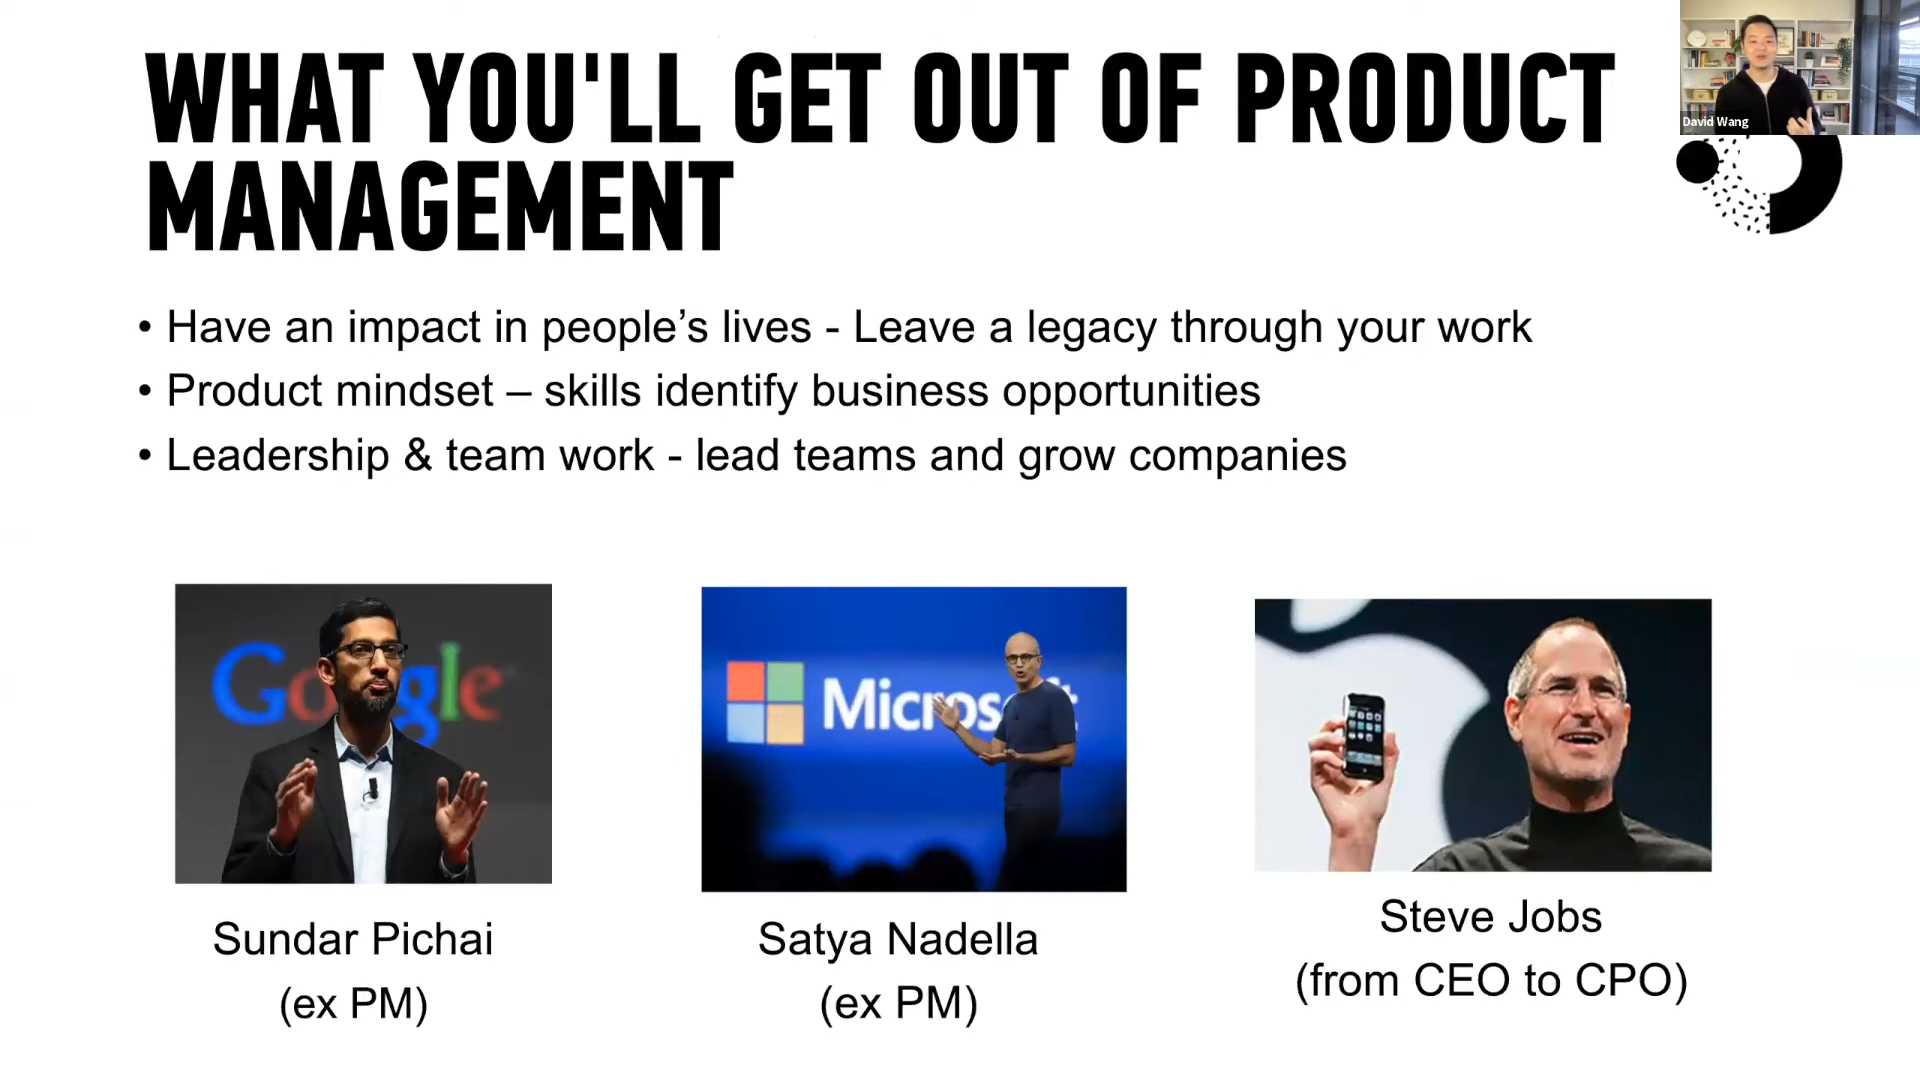 WHAT YOU'LL GET OUT OF PRODUCT
MANAGEMENT
David Wang
• Have an impact in people’s lives - Leave a legacy through your work
• Product mindset – skills identify business opportunities
• Leadership & team work - lead teams and grow companies
Google
Microsoft
Sundar Pichai
(ex PM)
Satya Nadella
(ex PM)
Steve Jobs
(from CEO to CPO)